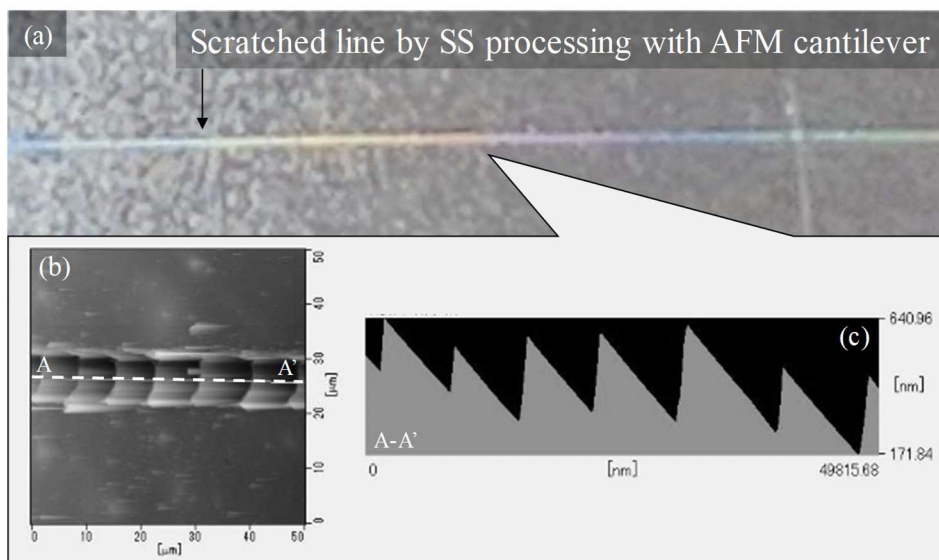 (a)
Scratched line by SS processing with AFM cantilever
(b)
A
A'
50
40
30
20
10
0
[μm]
0
10
20
30
40
50
[μm]
(c)
640.96
[nm]
171.84
A-A'
0
[nm]
49815.68